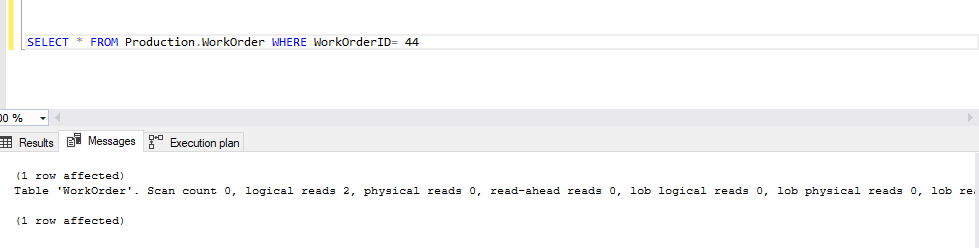 SELECT * FROM Production.WorkOrder WHERE WorkOrderID= 44
00 %
Results Messages Execution plan
(1 row affected)
Table 'WorkOrder'. Scan count 0, logical reads 2, physical reads 0, read-ahead reads 0, lob logical reads 0, lob physical reads 0, lob
(1 row affected)